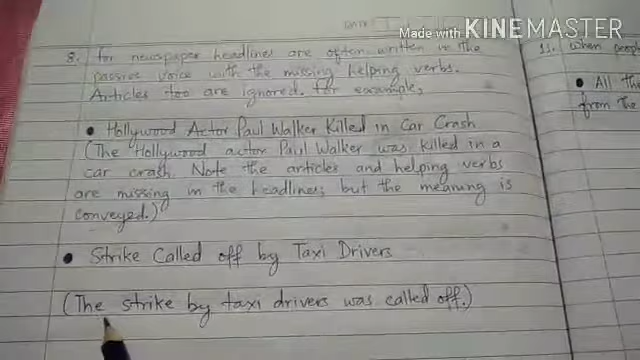 Made with KINEMASTER
DATE
8. for newspaper headlines are often written in the
passive voice with the missing helping verbs.
Articles too are ignored. for example,
• Hollywood Actor Paul Walker Killed in Car Crash
(The Hollywood actor Paul Walker was killed in a
car crash. Note the articles and helping verbs
are missing in the headlines but the meaning is
conveyed.)
• Strike Called off by Taxi Drivers
(The strike by taxi drivers was called off.)
11. When
• All
from